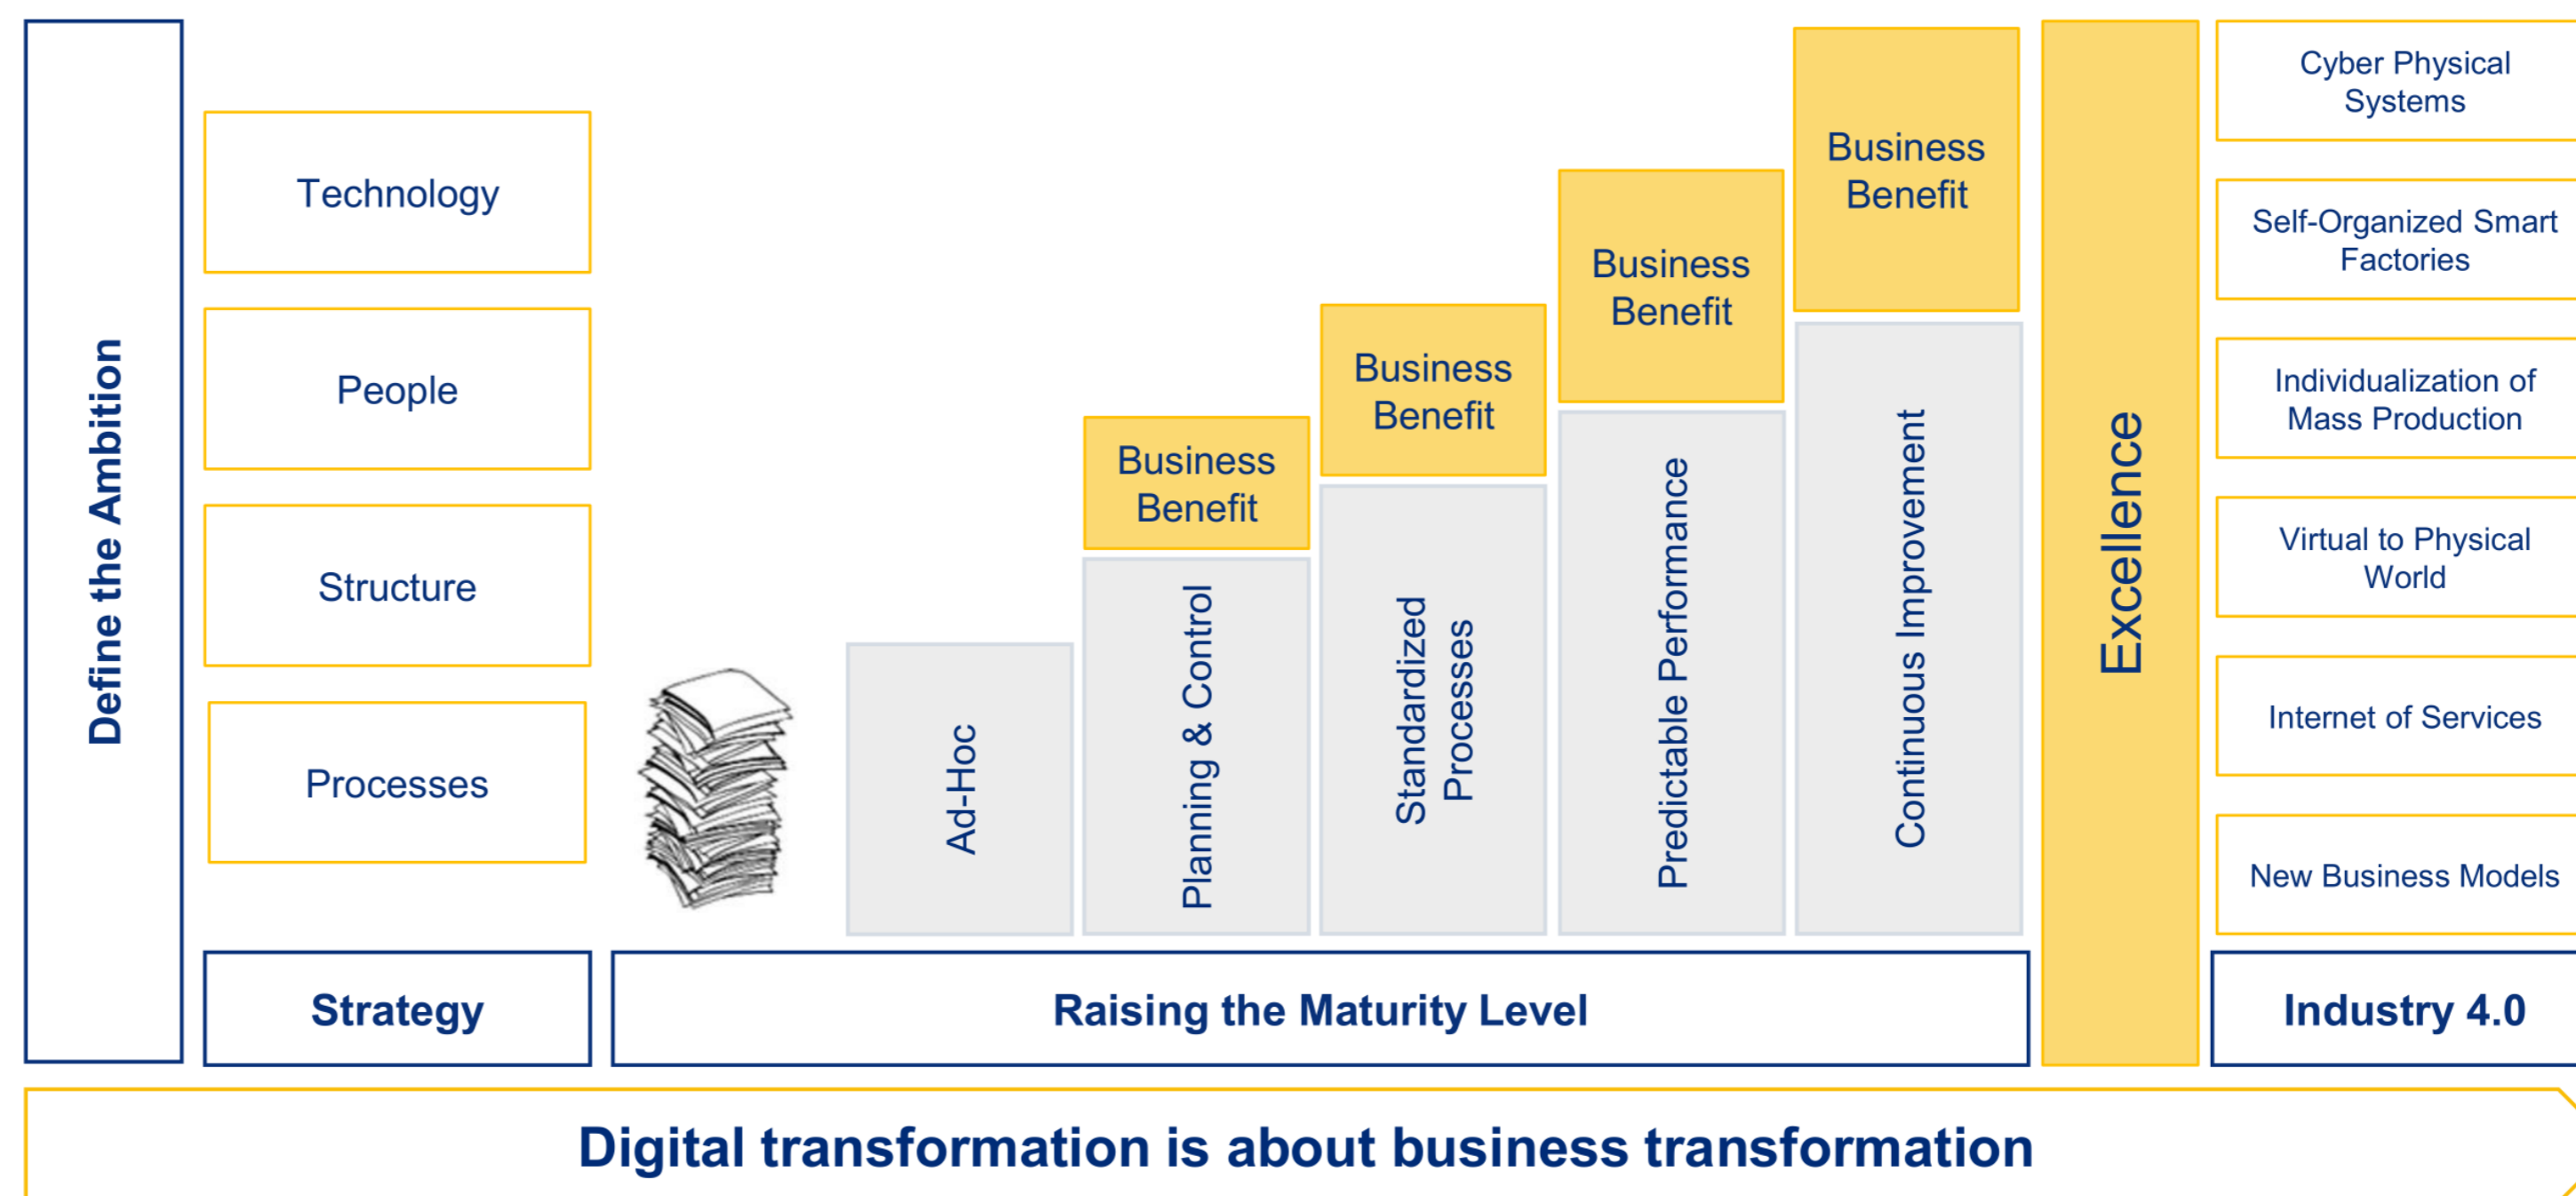 Define the Ambition
Technology
People
Structure
Processes
Strategy
Ad-Hoc
Planning & Control
Business
Benefit
Standardized
Processes
Business
Benefit
Predictable Performance
Business
Benefit
Continuous Improvement
Business
Benefit
Raising the Maturity Level
Excellence
Cyber Physical
Systems
Self-Organized Smart
Factories
Individualization of
Mass Production
Virtual to Physical
World
Internet of Services
New Business Models
Industry 4.0
Digital transformation is about business transformation